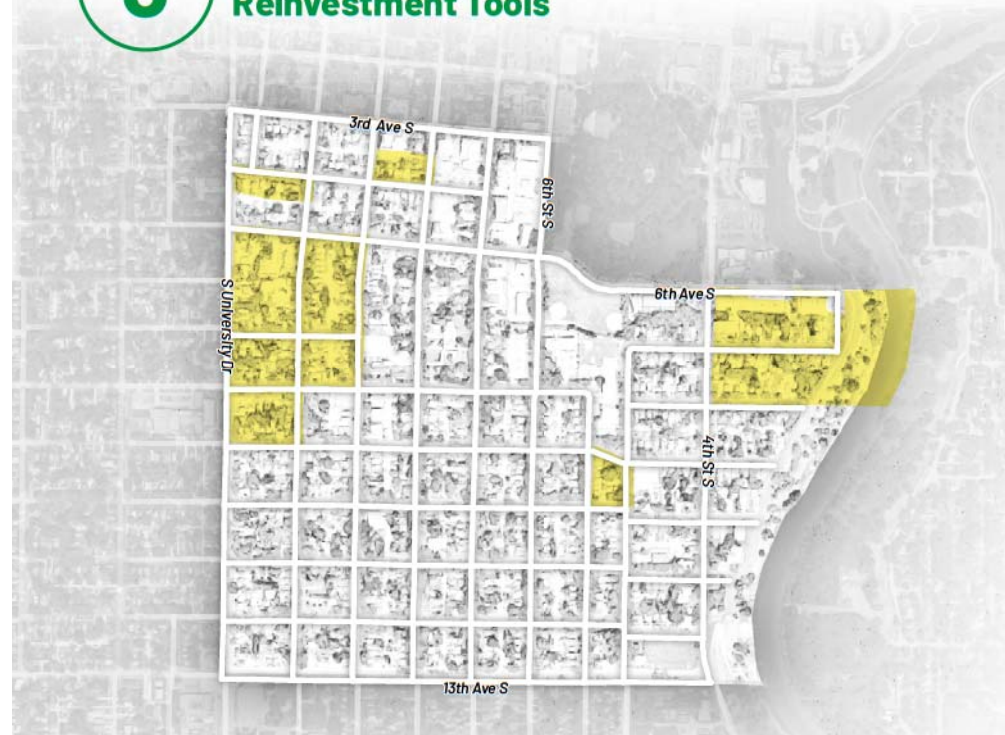 Reinvestment Tools
3rd Ave S
6th St S
6th Ave S
S University Dr
4th St S
13th Ave S